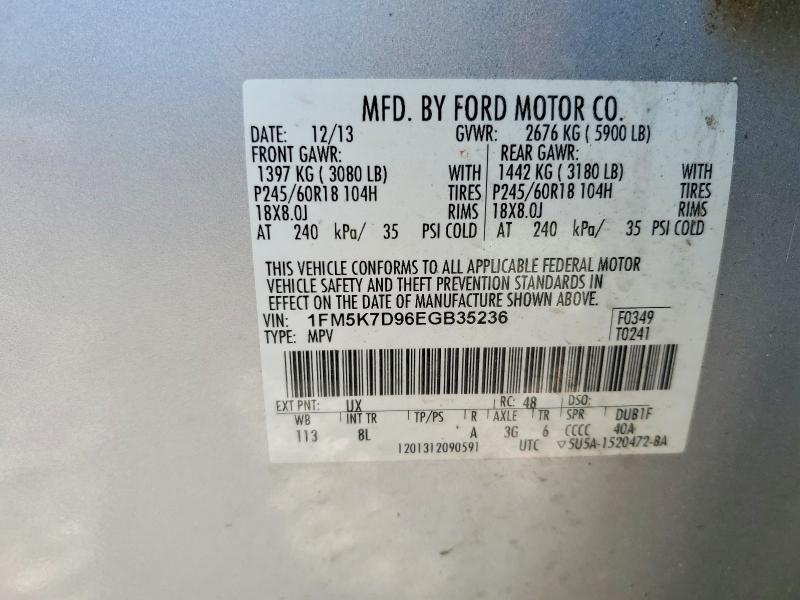 MFD. BY FORD MOTOR CO.
DATE: 12/13 GVWR: 2676 KG ( 5900 LB)
FRONT GAWR: REAR GAWR:
1397 KG ( 3080 LB) WITH 1442 KG ( 3180 LB) WITH
P245/60R18 104H TIRES P245/60R18 104H TIRES
18X8.0J RIMS 18X8.0J RIMS
AT 240 kPa/ 35 PSI COLD AT 240 kPa/ 35 PSI COLD
THIS VEHICLE CONFORMS TO ALL APPLICABLE FEDERAL MOTOR
VEHICLE SAFETY AND THEFT PREVENTION STANDARDS IN
EFFECT ON THE DATE OF MANUFACTURE SHOWN ABOVE.
VIN: 1FM5K7D96EGB35236 F0349
TYPE: MPV T0241
EXT PNT: UX RC: 48 DSO:
WB INT TR TP/PS R AXLE TR SPR DUB1F
113 8L A 3G 6 CCCC 40A
1201312090591 UTC ▽5U5A-1520472-BA